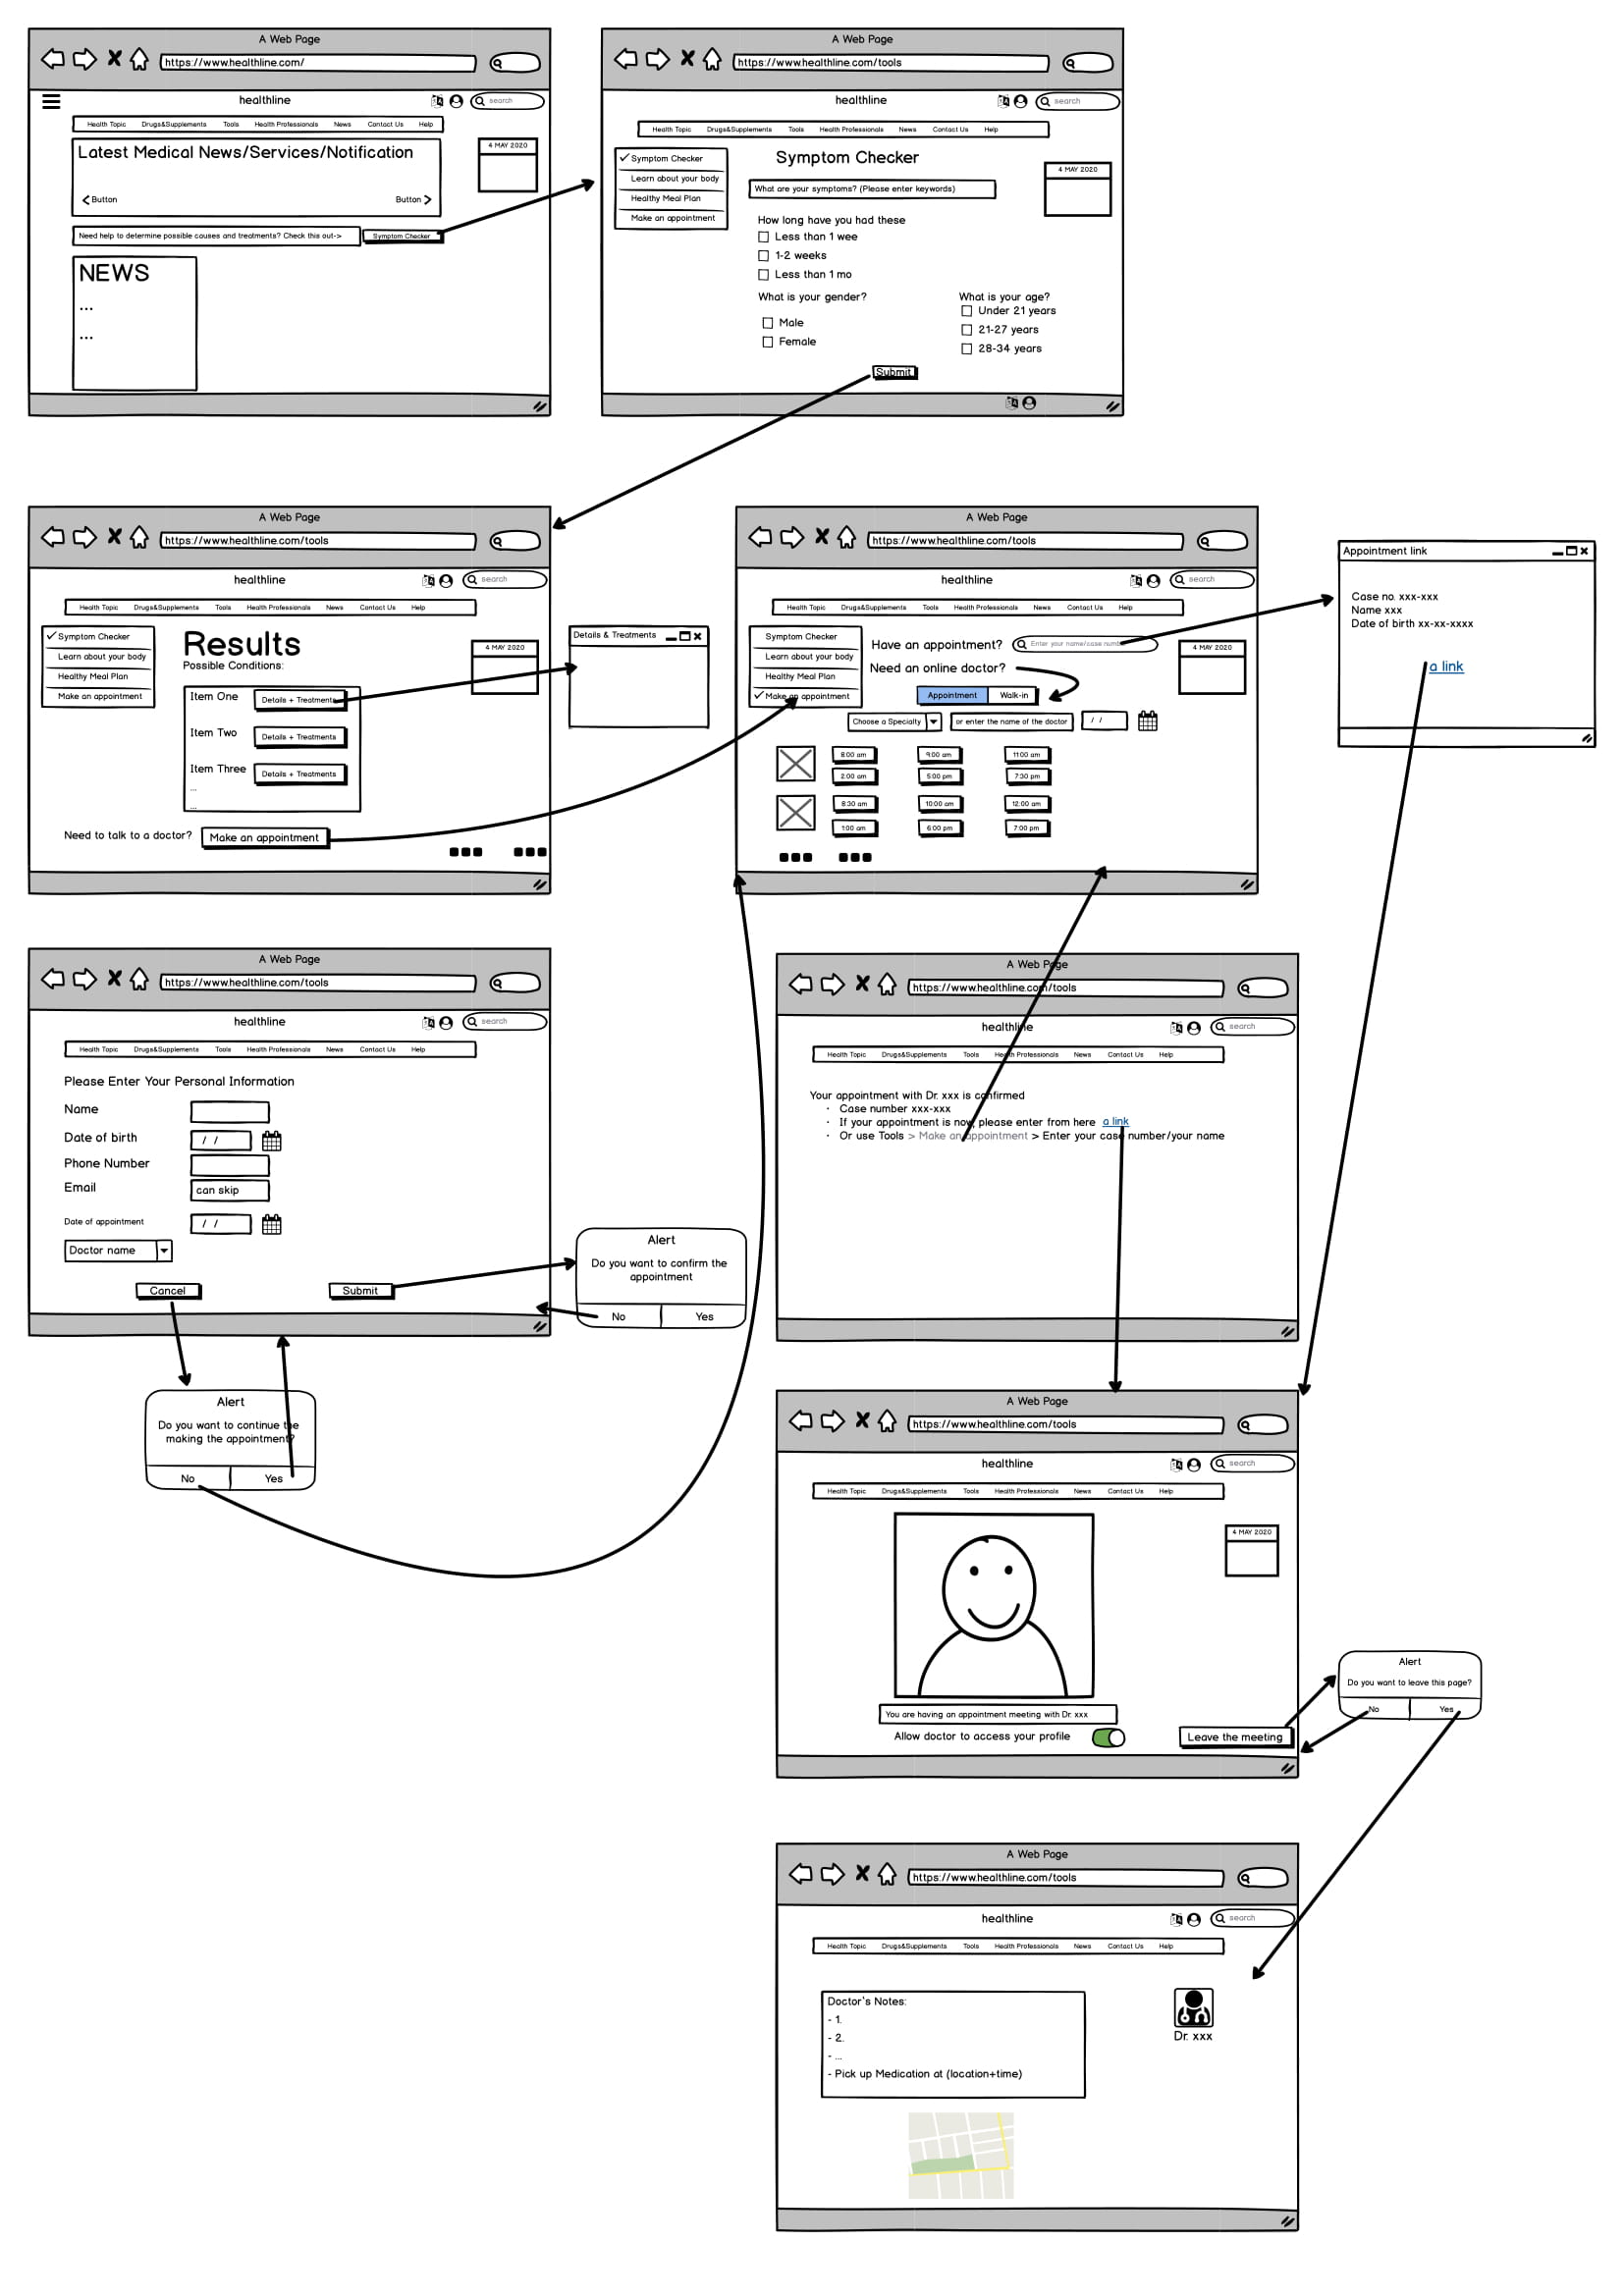 A Web Page
https://www.healthline.com/
healthline
search
Health Topic Drugs&Supplements Tools Health Professionals News Contact Us Help
Latest Medical News/Services/Notification
4 MAY 2020
Button Button
Need help to determine possible causes and treatments? Check this out-> Symptom Checker
NEWS
...
...
A Web Page
https://www.healthline.com/tools
healthline
search
Health Topic Drugs&Supplements Tools Health Professionals News Contact Us Help
Symptom Checker
Learn about your body
Healthy Meal Plan
Make an appointment
Symptom Checker
4 MAY 2020
What are your symptoms? (Please enter keywords)
How long have you had these
Less than 1 wee
1-2 weeks
Less than 1 mo
What is your gender?
Male
Female
What is your age?
Under 21 years
21-27 years
28-34 years
Submit
A Web Page
https://www.healthline.com/tools
healthline
search
Health Topic Drugs&Supplements Tools Health Professionals News Contact Us Help
Symptom Checker
Learn about your body
Healthy Meal Plan
Make an appointment
Results
Possible Conditions:
4 MAY 2020
Item One Details + Treatments
Item Two Details + Treatments
Item Three Details + Treatments
...
...
Need to talk to a doctor? Make an appointment
Details & Treatments
A Web Page
https://www.healthline.com/tools
healthline
search
Health Topic Drugs&Supplements Tools Health Professionals News Contact Us Help
Symptom Checker
Learn about your body
Healthy Meal Plan
Make an appointment
Have an appointment? Enter your name/case number
4 MAY 2020
Need an online doctor?
Appointment Walk-in
Choose a Specialty or enter the name of the doctor / /
8:00 am 9:00 am 11:00 am
2:00 am 5:00 pm 7:30 pm
8:30 am 10:00 am 12:00 am
1:00 am 6:00 pm 7:00 pm
Appointment link
Case no. xxx-xxx
Name xxx
Date of birth xx-xx-xxxx
a link
A Web Page
https://www.healthline.com/tools
healthline
search
Health Topic Drugs&Supplements Tools Health Professionals News Contact Us Help
Please Enter Your Personal Information
Name
Date of birth / /
Phone Number
Email can skip
Date of appointment / /
Doctor name
Cancel Submit
Alert
Do you want to confirm the
appointment
No Yes
Alert
Do you want to continue the
making the appointment?
No Yes
A Web Page
https://www.healthline.com/tools
healthline
search
Health Topic Drugs&Supplements Tools Health Professionals News Contact Us Help
Your appointment with Dr. xxx is confirmed
· Case number xxx-xxx
· If your appointment is now, please enter from here a link
· Or use Tools > Make an appointment > Enter your case number/your name
A Web Page
https://www.healthline.com/tools
healthline
search
Health Topic Drugs&Supplements Tools Health Professionals News Contact Us Help
4 MAY 2020
You are having an appointment meeting with Dr. xxx
Allow doctor to access your profile
Leave the meeting
Alert
Do you want to leave this page?
No Yes
A Web Page
https://www.healthline.com/tools
healthline
search
Health Topic Drugs&Supplements Tools Health Professionals News Contact Us Help
Doctor's Notes:
- 1.
- 2.
- ...
- Pick up Medication at (location+time)
Dr. xxx